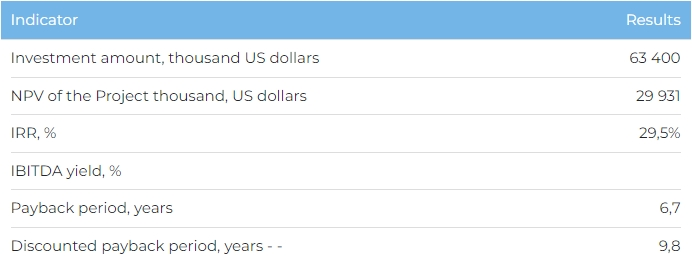 Indicator Results
Investment amount, thousand US dollars 63 400
NPV of the Project thousand, US dollars 29 931
IRR, % 29,5%
IBITDA yield, %
Payback period, years 6,7
Discounted payback period, years - - 9,8